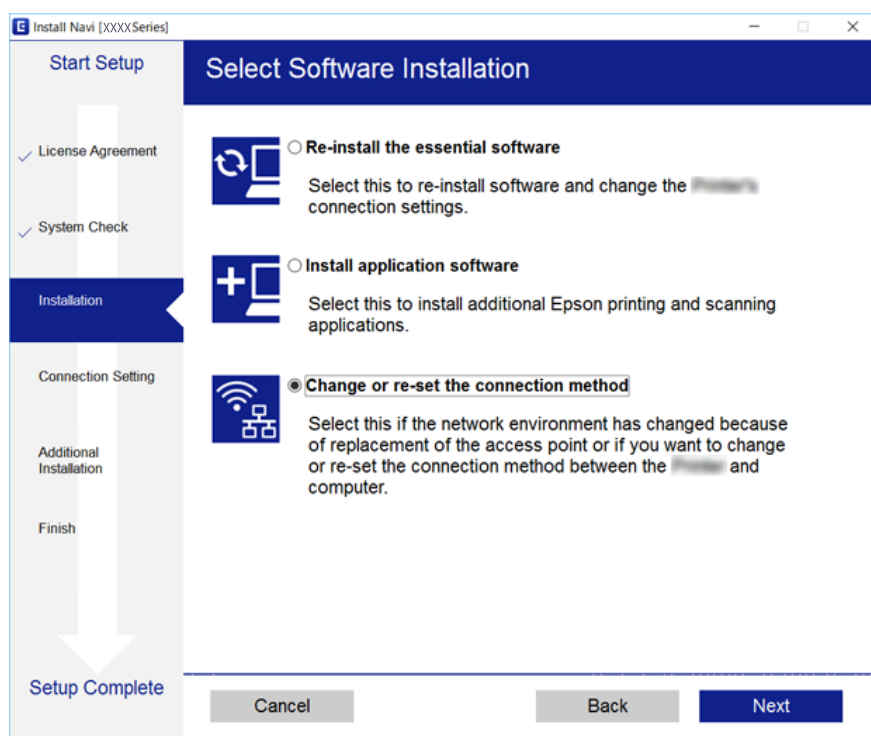 Install Navi [XXXX Series]
Start Setup
License Agreement
System Check
Installation
Connection Setting
Additional
Installation
Finish
Setup Complete
Select Software Installation
Re-install the essential software
Select this to re-install software and change the
connection settings.
Install application software
Select this to install additional Epson printing and scanning
applications.
Change or re-set the connection method
Select this if the network environment has changed because
of replacement of the access point or if you want to change
or re-set the connection method between the and
computer.
Cancel
Back
Next